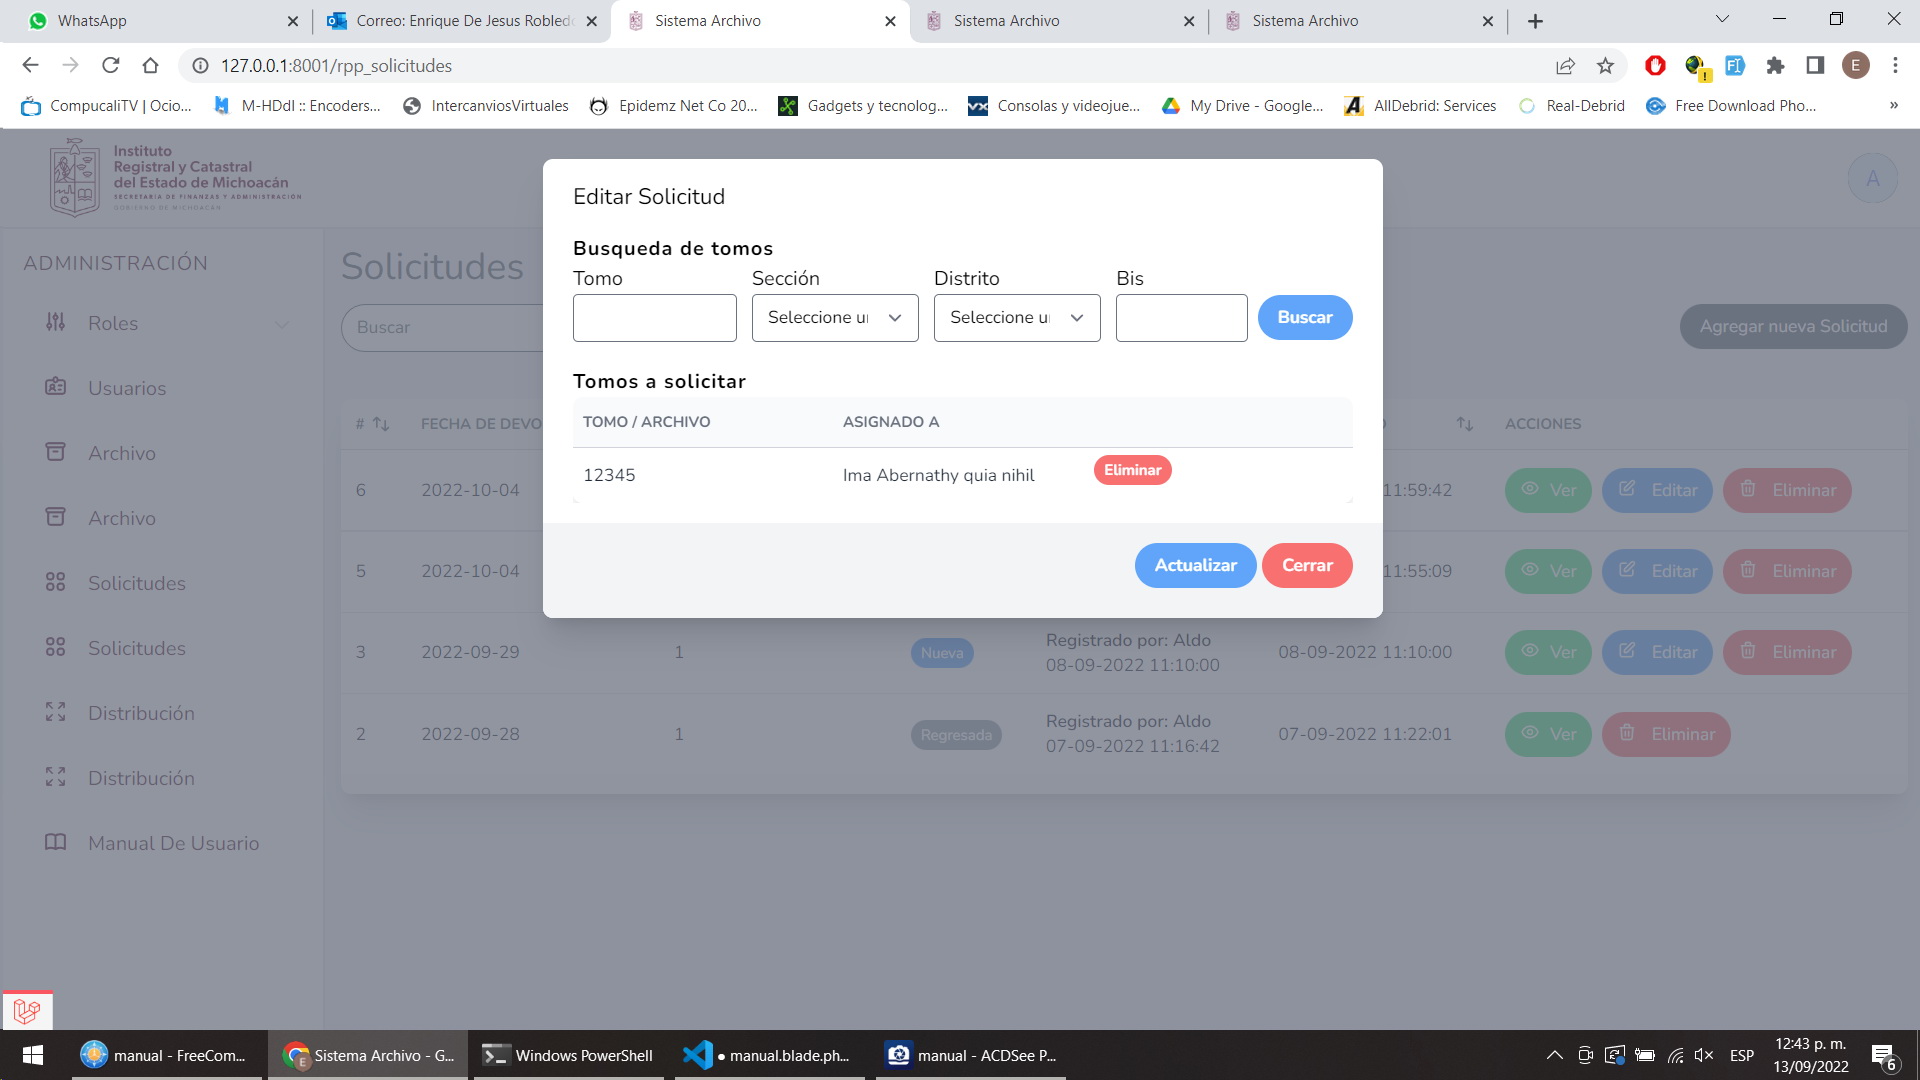 WhatsApp
Correo: Enrique De Jesus Robled
Sistema Archivo
Sistema Archivo
Sistema Archivo
127.0.0.1:8001/rpp_solicitudes
E
CompucaliTV | Ocio...
M-HDdl :: Encoders...
IntercanviosVirtuales
Epidemz Net Co 20...
Gadgets y tecnolog...
Consolas y videojue...
My Drive - Google...
AllDebrid: Services
Real-Debrid
Free Download Pho...
»
Instituto
Registral y Catastral
del Estado de Michoacán
SECRETARÍA DE FINANZAS Y ADMINISTRACIÓN
GOBIERNO DE MICHOACÁN
A
ADMINISTRACIÓN
Roles
Usuarios
Archivo
Archivo
Solicitudes
Solicitudes
Distribución
Distribución
Manual De Usuario
Solicitudes
Buscar
Agregar nueva Solicitud
Editar Solicitud
Busqueda de tomos
Tomo Sección Distrito Bis
Seleccione u Seleccione u Buscar
Tomos a solicitar
TOMO / ARCHIVO ASIGNADO A
12345 Ima Abernathy quia nihil Eliminar
Actualizar Cerrar
# FECHA DE DEVO ACCIONES
6 2022-10-04 11:59:42 Ver Editar Eliminar
5 2022-10-04 11:55:09 Ver Editar Eliminar
3 2022-09-29 1 Nueva Registrado por: Aldo
08-09-2022 11:10:00 08-09-2022 11:10:00 Ver Editar Eliminar
2 2022-09-28 1 Regresada Registrado por: Aldo
07-09-2022 11:16:42 07-09-2022 11:22:01 Ver Eliminar
manual - FreeCom...
Sistema Archivo - G...
Windows PowerShell
● manual.blade.ph...
manual - ACDSee P...
ESP
12:43 p. m.
13/09/2022
6